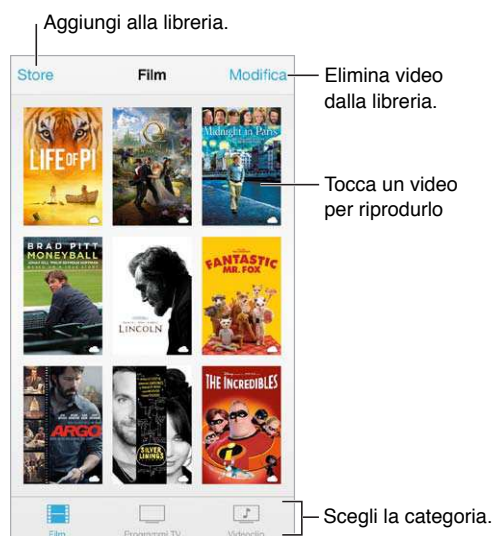 Aggiungi alla libreria.
Store
Film
Modifica
Elimina video
dalla libreria.
LIFE OF PI
Midnight in Paris
Tocca un video
per riprodurlo
BRAD PITT
MONEYBALL
LINCOLN
FANTASTIC
MR. FOX
ARGO
SILVER
LININGS
THE INCREDIBLES
Film
Programmi TV
Videoclip
Scegli la categoria.